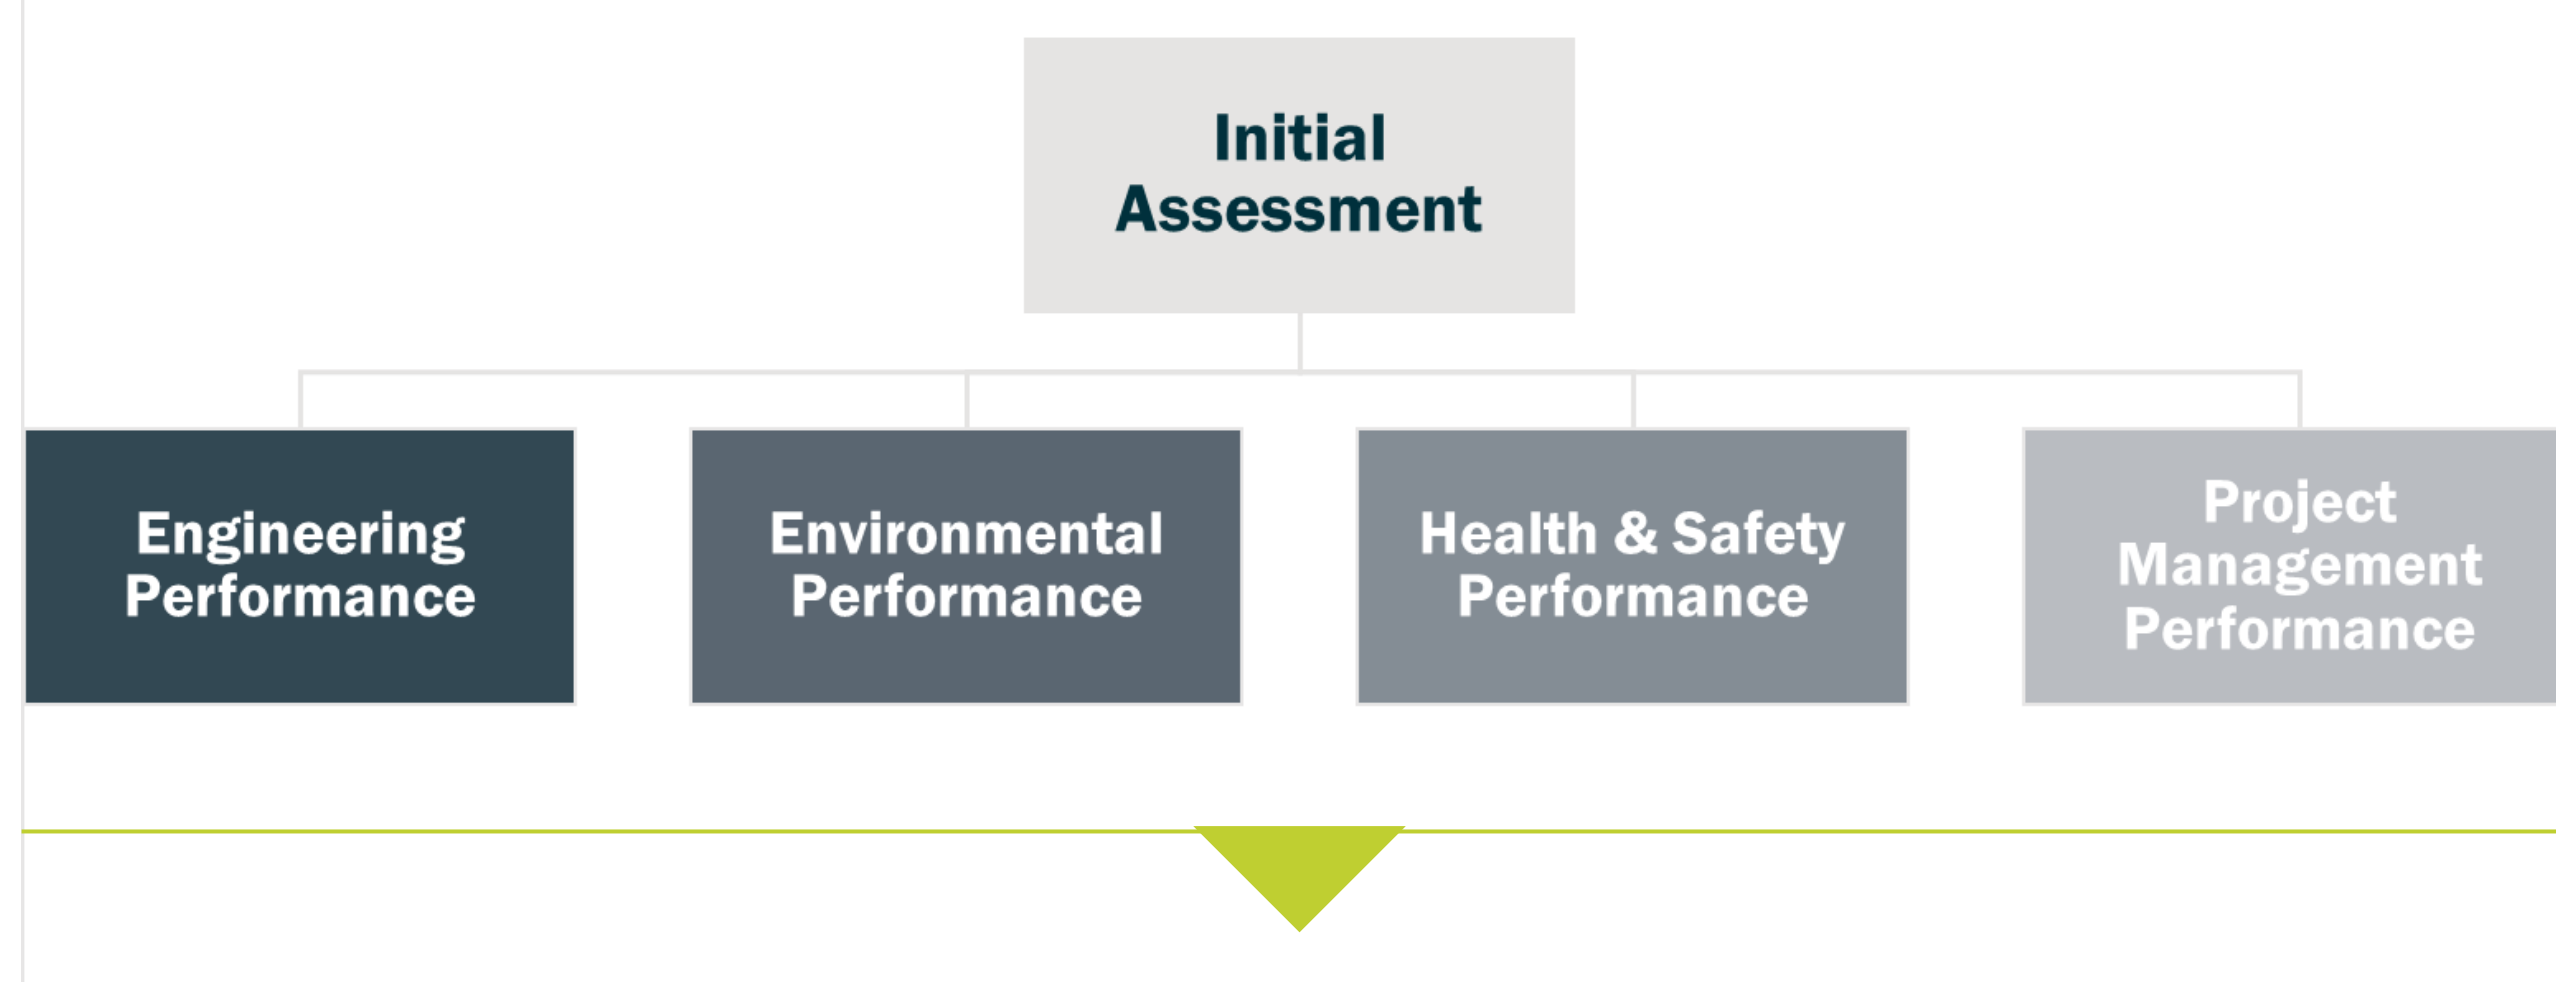 Initial
Assessment
Engineering
Performance
Environmental
Performance
Health & Safety
Performance
Project
Management
Performance